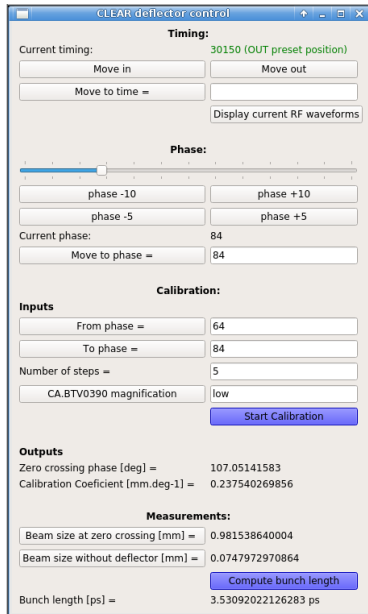 CLEAR deflector control
Timing:
Current timing: 30150 (OUT preset position)
Move in Move out
Move to time =
Display current RF waveforms
Phase:
phase -10 phase +10
phase -5 phase +5
Current phase: 84
Move to phase = 84
Calibration:
Inputs
From phase = 64
To phase = 84
Number of steps = 5
CA.BTV0390 magnification low
Start Calibration
Outputs
Zero crossing phase [deg] = 107.05141583
Calibration Coeficient [mm.deg-1] = 0.237540269856
Measurements:
Beam size at zero crossing [mm] = 0.981538640004
Beam size without deflector [mm] = 0.0747972970864
Compute bunch length
Bunch length [ps] = 3.53092022126283 ps